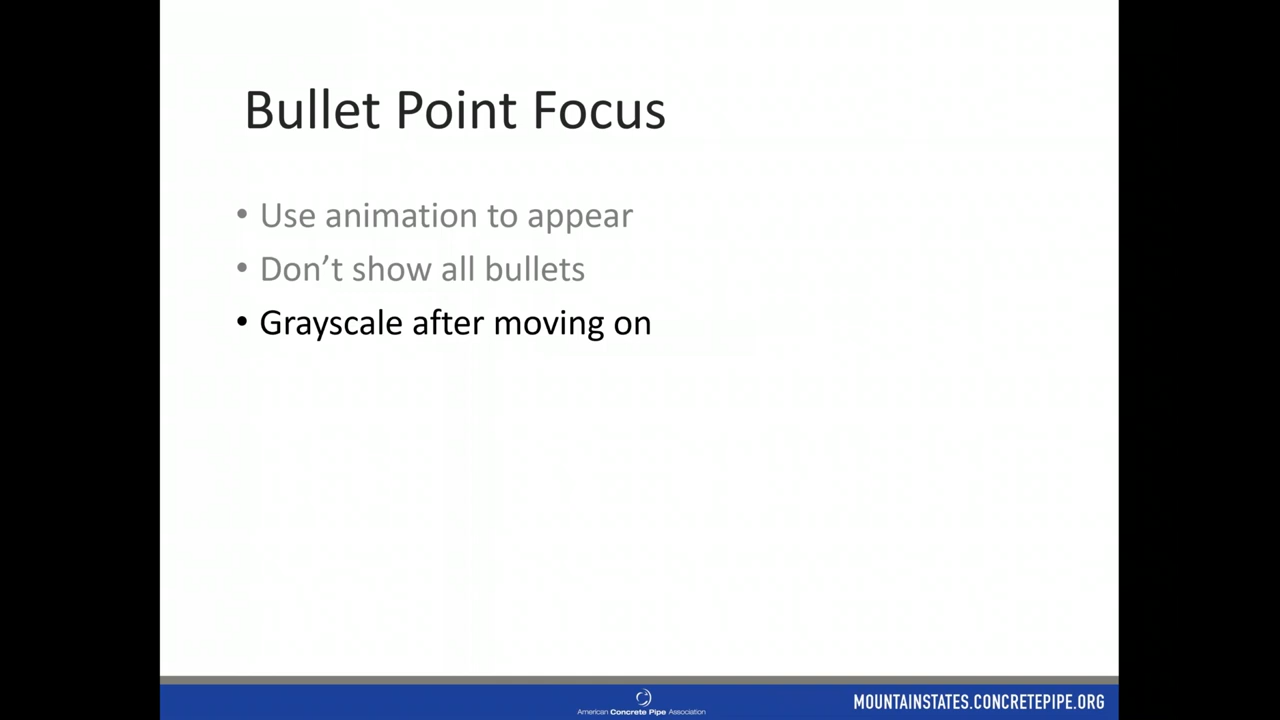 Bullet Point Focus
• Use animation to appear
• Don’t show all bullets
• Grayscale after moving on
American Concrete Pipe Association
MOUNTAINSTATES.CONCRETEPIPE.ORG